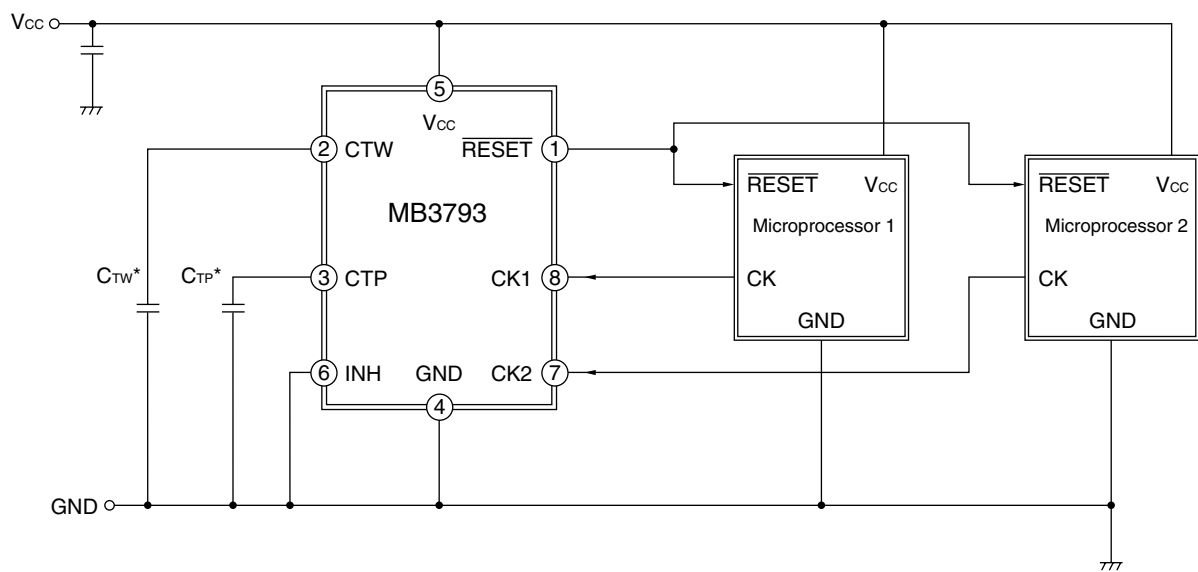 VCC
5
VCC
2 CTW
RESET 1
MB3793
RESET VCC
Microprocessor 1
RESET VCC
Microprocessor 2
CTW*
CTP*
3 CTP
CK1 8
CK
CK
GND
GND
6 INH
GND
CK2 7
4
GND